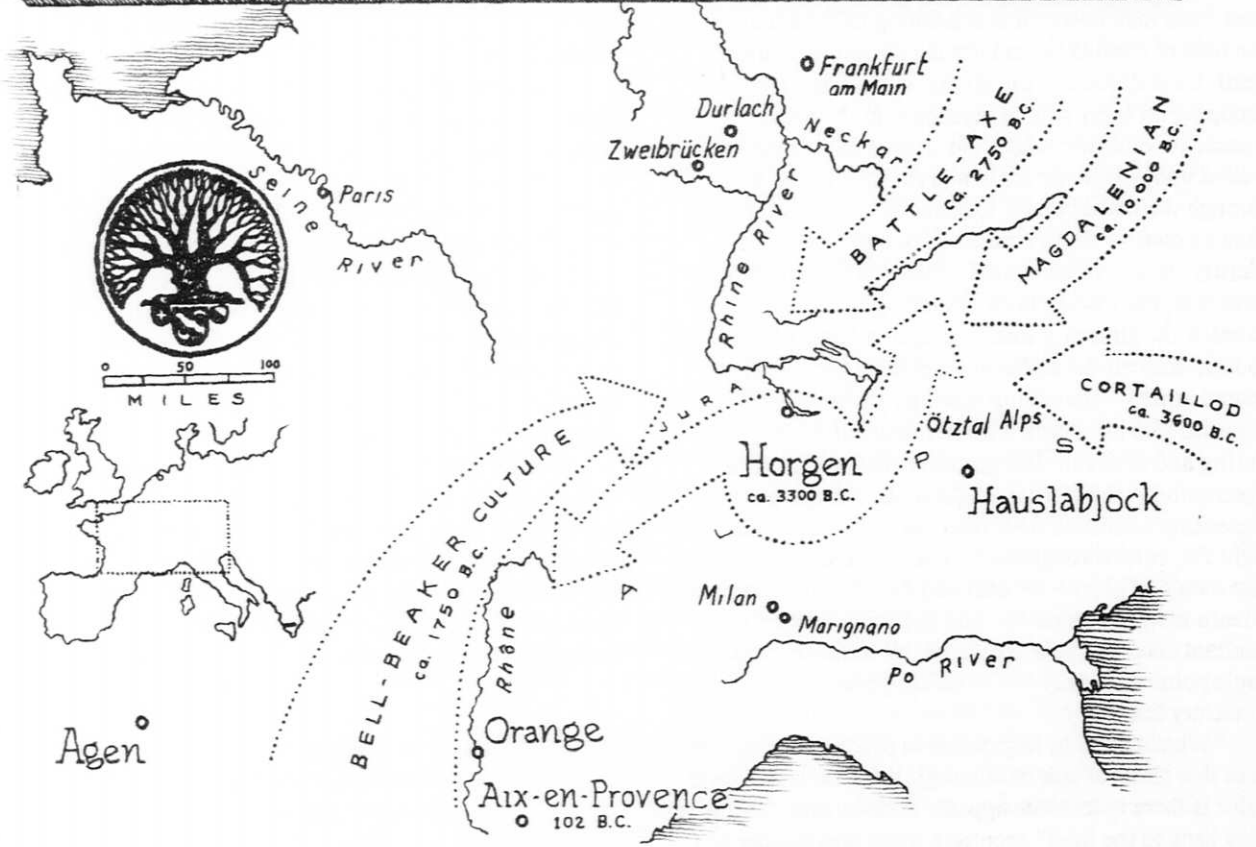 Frankfurt
am Main
Durlach
Neckar
Zweibrücken
BATTLE-AXE
ca. 2750 B.C.
MAGDALENIAN
ca. 10,000 B.C.
Seine
River
Paris
Rhine River
0 50 100
MILES
JURA
CORTAILLOD
ca. 3600 B.C.
Ötztal Alps
ALPS
Horgen
ca. 3300 B.C.
Hauslabjock
BELL-BEAKER CULTURE
ca. 1750 B.C.
Rhône
Milan
Marignano
Po River
Agen
Orange
Aix-en-Provence
102 B.C.